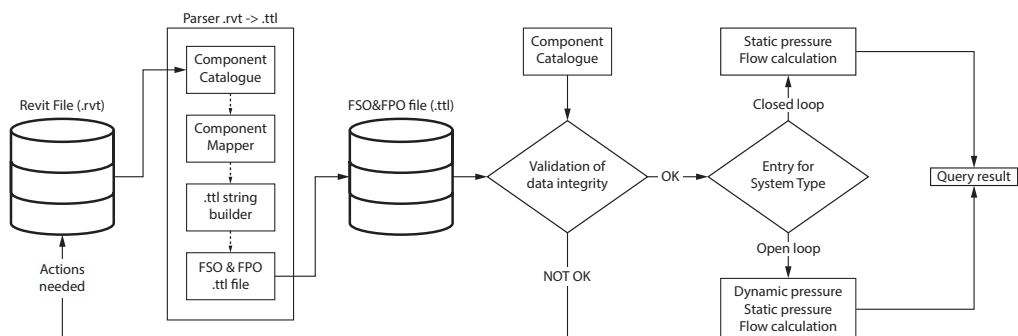 Parser .rvt -> .ttl
Component
Catalogue
Component
Mapper
.ttl string
builder
FSO & FPO
.ttl file
Revit File (.rvt)
Actions
needed
FSO&FPO file (.ttl)
Component
Catalogue
Validation of
data integrity
OK
NOT OK
Static pressure
Flow calculation
Closed loop
Entry for
System Type
Open loop
Dynamic pressure
Static pressure
Flow calculation
Query result